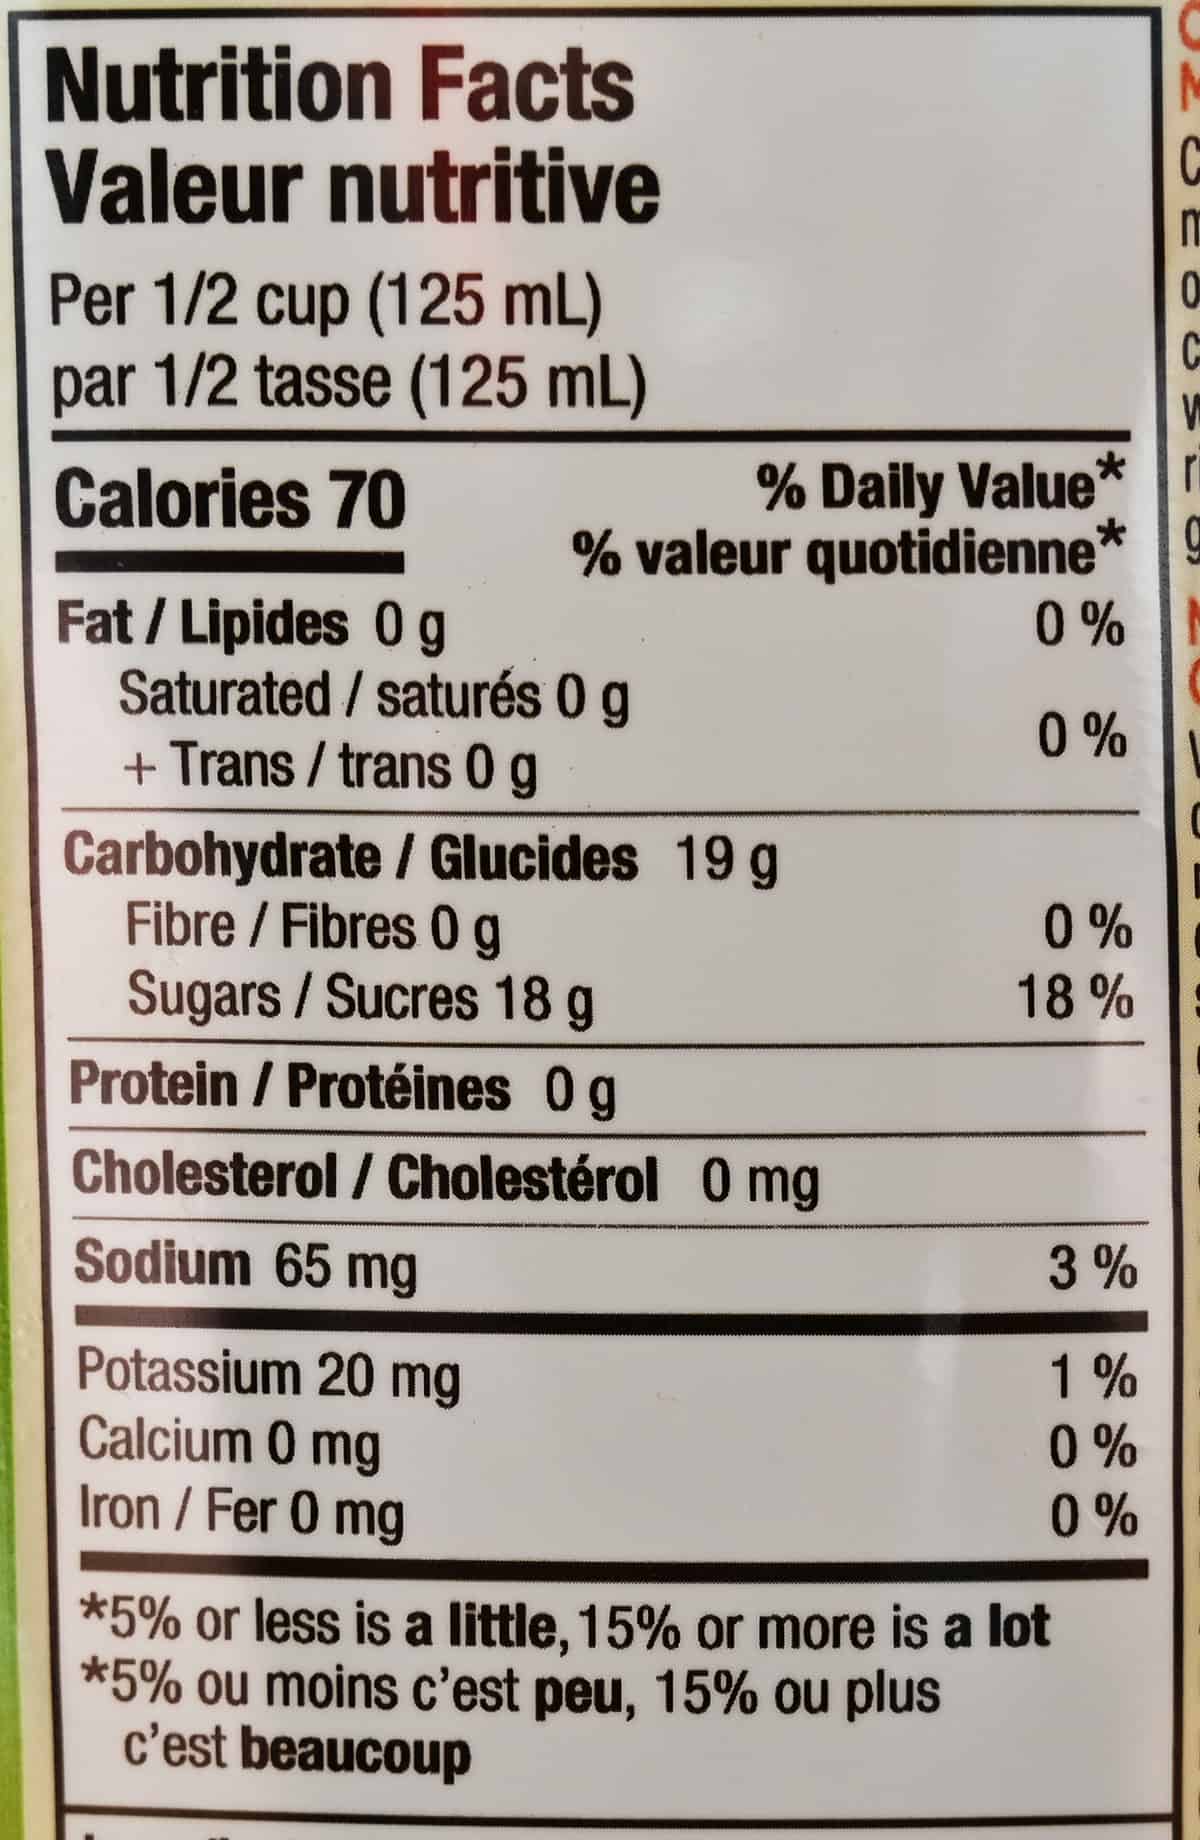 Nutrition Facts
Valeur nutritive
Per 1/2 cup (125 mL)
par 1/2 tasse (125 mL)
Calories 70
% Daily Value*
% valeur quotidienne*
Fat / Lipides 0 g 0 %
Saturated / saturés 0 g
+ Trans / trans 0 g 0 %
Carbohydrate / Glucides 19 g
Fibre / Fibres 0 g 0 %
Sugars / Sucres 18 g 18 %
Protein / Protéines 0 g
Cholesterol / Cholestérol 0 mg
Sodium 65 mg 3 %
Potassium 20 mg 1 %
Calcium 0 mg 0 %
Iron / Fer 0 mg 0 %
*5% or less is a little, 15% or more is a lot
*5% ou moins c'est peu, 15% ou plus
c'est beaucoup